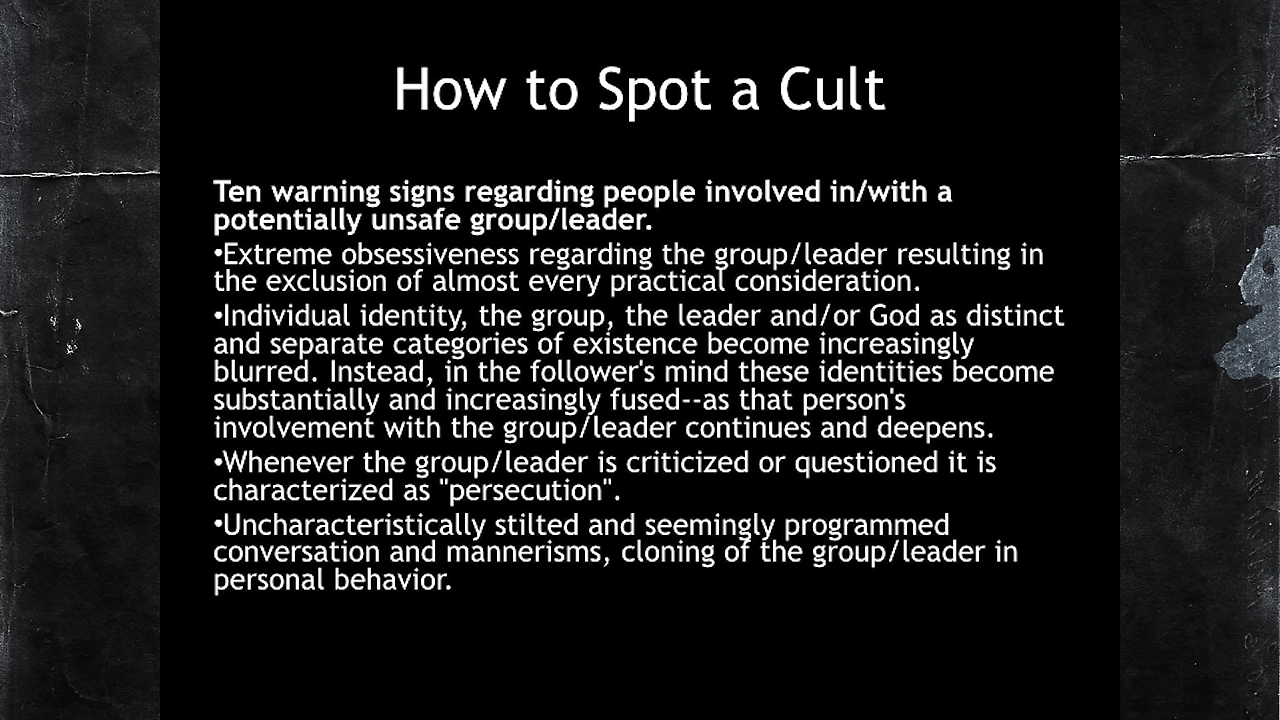 How to Spot a Cult
Ten warning signs regarding people involved in/with a
potentially unsafe group/leader.
•Extreme obsessiveness regarding the group/leader resulting in
the exclusion of almost every practical consideration.
•Individual identity, the group, the leader and/or God as distinct
and separate categories of existence become increasingly
blurred. Instead, in the follower's mind these identities become
substantially and increasingly fused--as that person's
involvement with the group/leader continues and deepens.
•Whenever the group/leader is criticized or questioned it is
characterized as "persecution".
•Uncharacteristically stilted and seemingly programmed
conversation and mannerisms, cloning of the group/leader in
personal behavior.